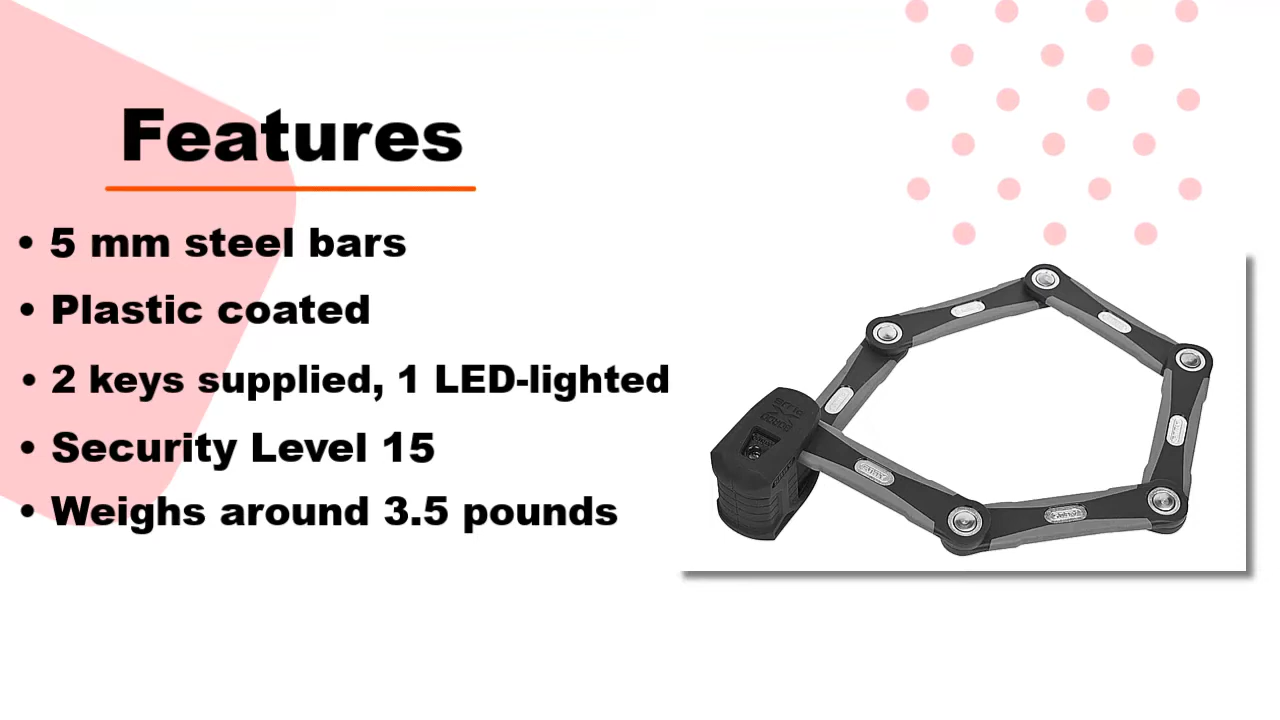 Features
• 5 mm steel bars
• Plastic coated
• 2 keys supplied, 1 LED-lighted
• Security Level 15
• Weighs around 3.5 pounds